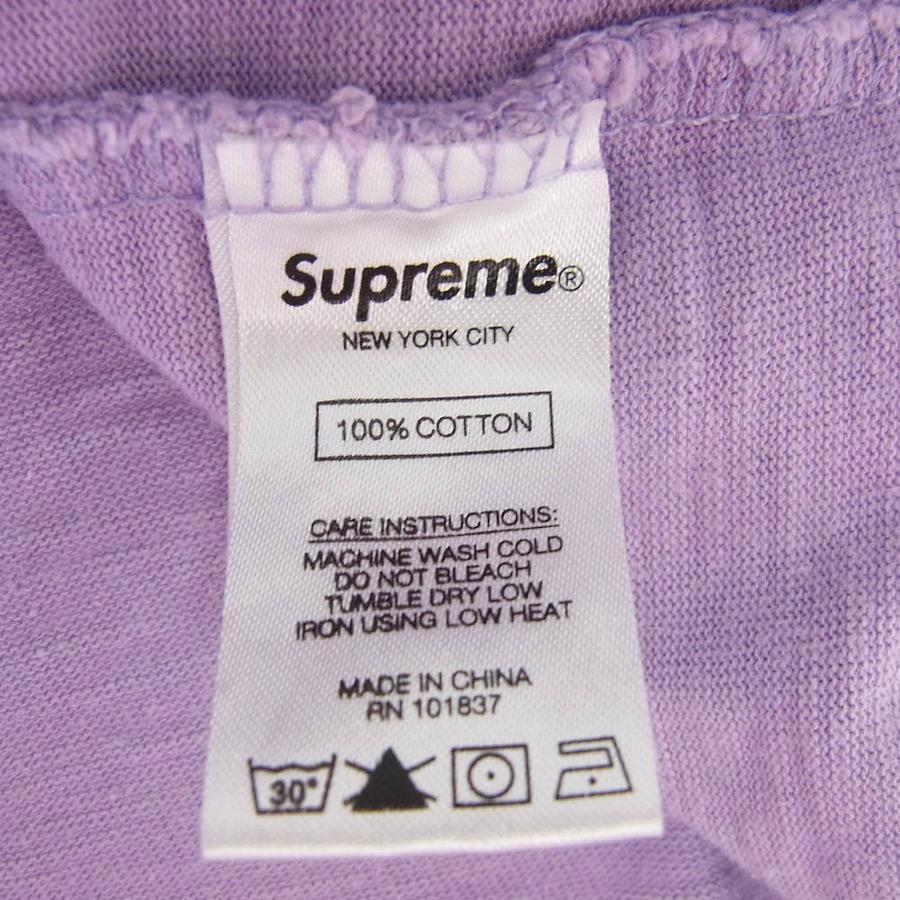 Supreme®
NEW YORK CITY
100% COTTON
CARE INSTRUCTIONS:
MACHINE WASH COLD
DO NOT BLEACH
TUMBLE DRY LOW
IRON USING LOW HEAT
MADE IN CHINA
RN 101837
30°